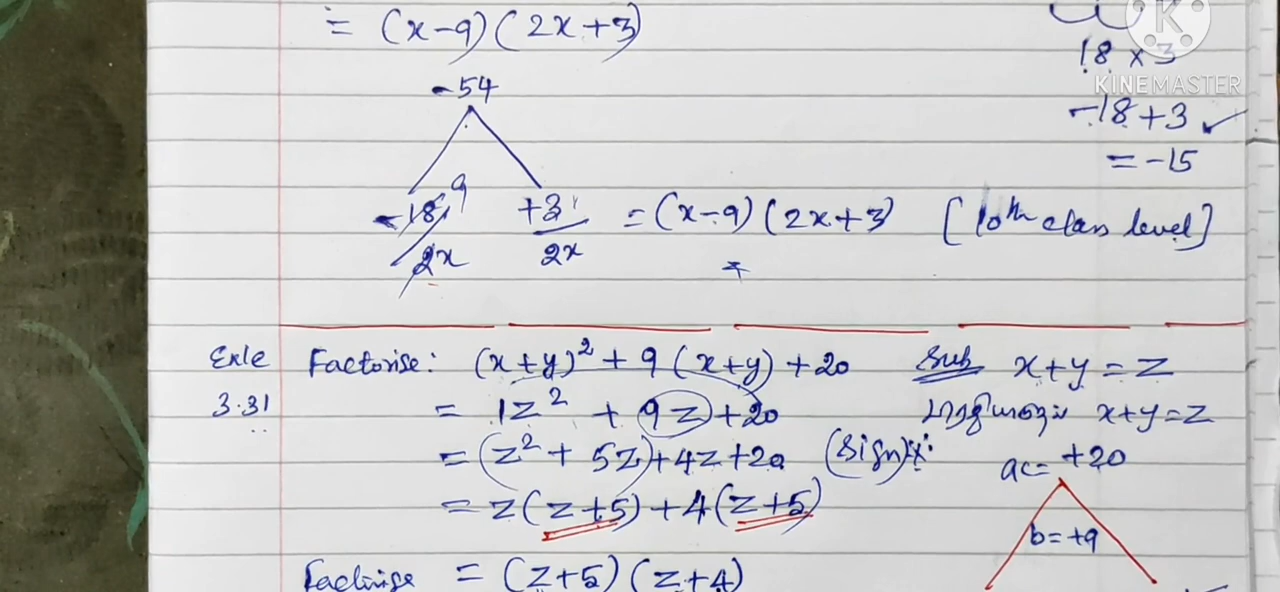 = (x-9)(2x+3)
18 × 3
KINEMASTER
-54
-18+3 ✓
= -15
-18 9 +3 = (x-9)(2x+3) [10th class level]
2x 2x
Exle Factorise: (x+y)² + 9(x+y) +20 Sub x+y = z
3.31 = 1z² + 9z +20 x+y=z
= (z² + 5z)+4z+20 (Sign)
ac= +20
= z(z+5) +4(z+5)
b=+9
Factorise = (z+5)(z+4)